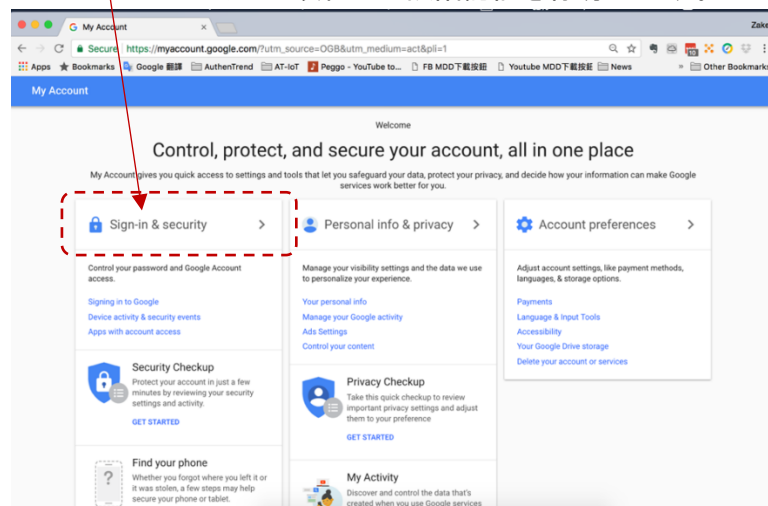 My Account
Zake
Secure
https://myaccount.google.com/?utm_source=OGB&utm_medium=act&pli=1
Apps
Bookmarks
Google 翻譯
AuthenTrend
AT-IoT
Peggo - YouTube to...
FB MDD下載按鈕
Youtube MDD下載按鈕
News
»
Other Bookmarks
My Account
Welcome
Control, protect, and secure your account, all in one place
My Account gives you quick access to settings and tools that let you safeguard your data, protect your privacy, and decide how your information can make Google
services work better for you.
Sign-in & security
Control your password and Google Account
access.
Signing in to Google
Device activity & security events
Apps with account access
Security Checkup
Protect your account in just a few
minutes by reviewing your security
settings and activity.
GET STARTED
Find your phone
Whether you forgot where you left it or
it was stolen, a few steps may help
secure your phone or tablet.
Personal info & privacy
Manage your visibility settings and the data we use
to personalize your experience.
Your personal info
Manage your Google activity
Ads Settings
Control your content
Privacy Checkup
Take this quick checkup to review
important privacy settings and adjust
them to your preference
GET STARTED
My Activity
Discover and control the data that's
created when you use Google services
Account preferences
Adjust account settings, like payment methods,
languages, & storage options.
Payments
Language & Input Tools
Accessibility
Your Google Drive storage
Delete your account or services